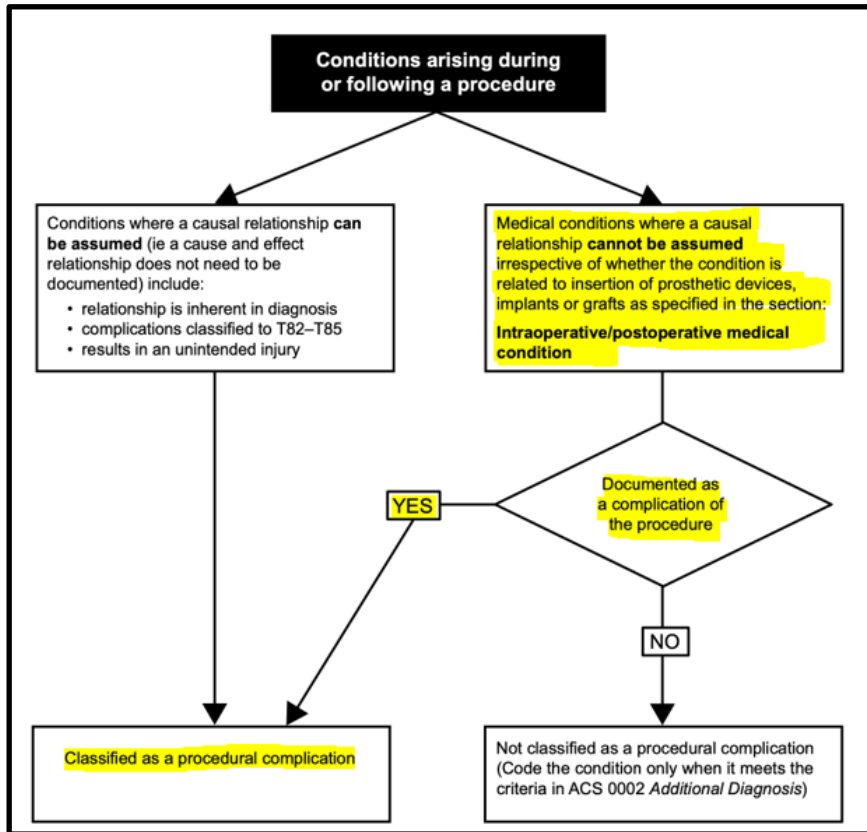 Conditions arising during
or following a procedure
Conditions where a causal relationship can
be assumed (ie a cause and effect
relationship does not need to be
documented) include:
• relationship is inherent in diagnosis
• complications classified to T82–T85
• results in an unintended injury
Medical conditions where a causal
relationship cannot be assumed
irrespective of whether the condition is
related to insertion of prosthetic devices,
implants or grafts as specified in the section:
Intraoperative/postoperative medical
condition
Documented as
a complication of
the procedure
YES
NO
Classified as a procedural complication
Not classified as a procedural complication
(Code the condition only when it meets the
criteria in ACS 0002 Additional Diagnosis)